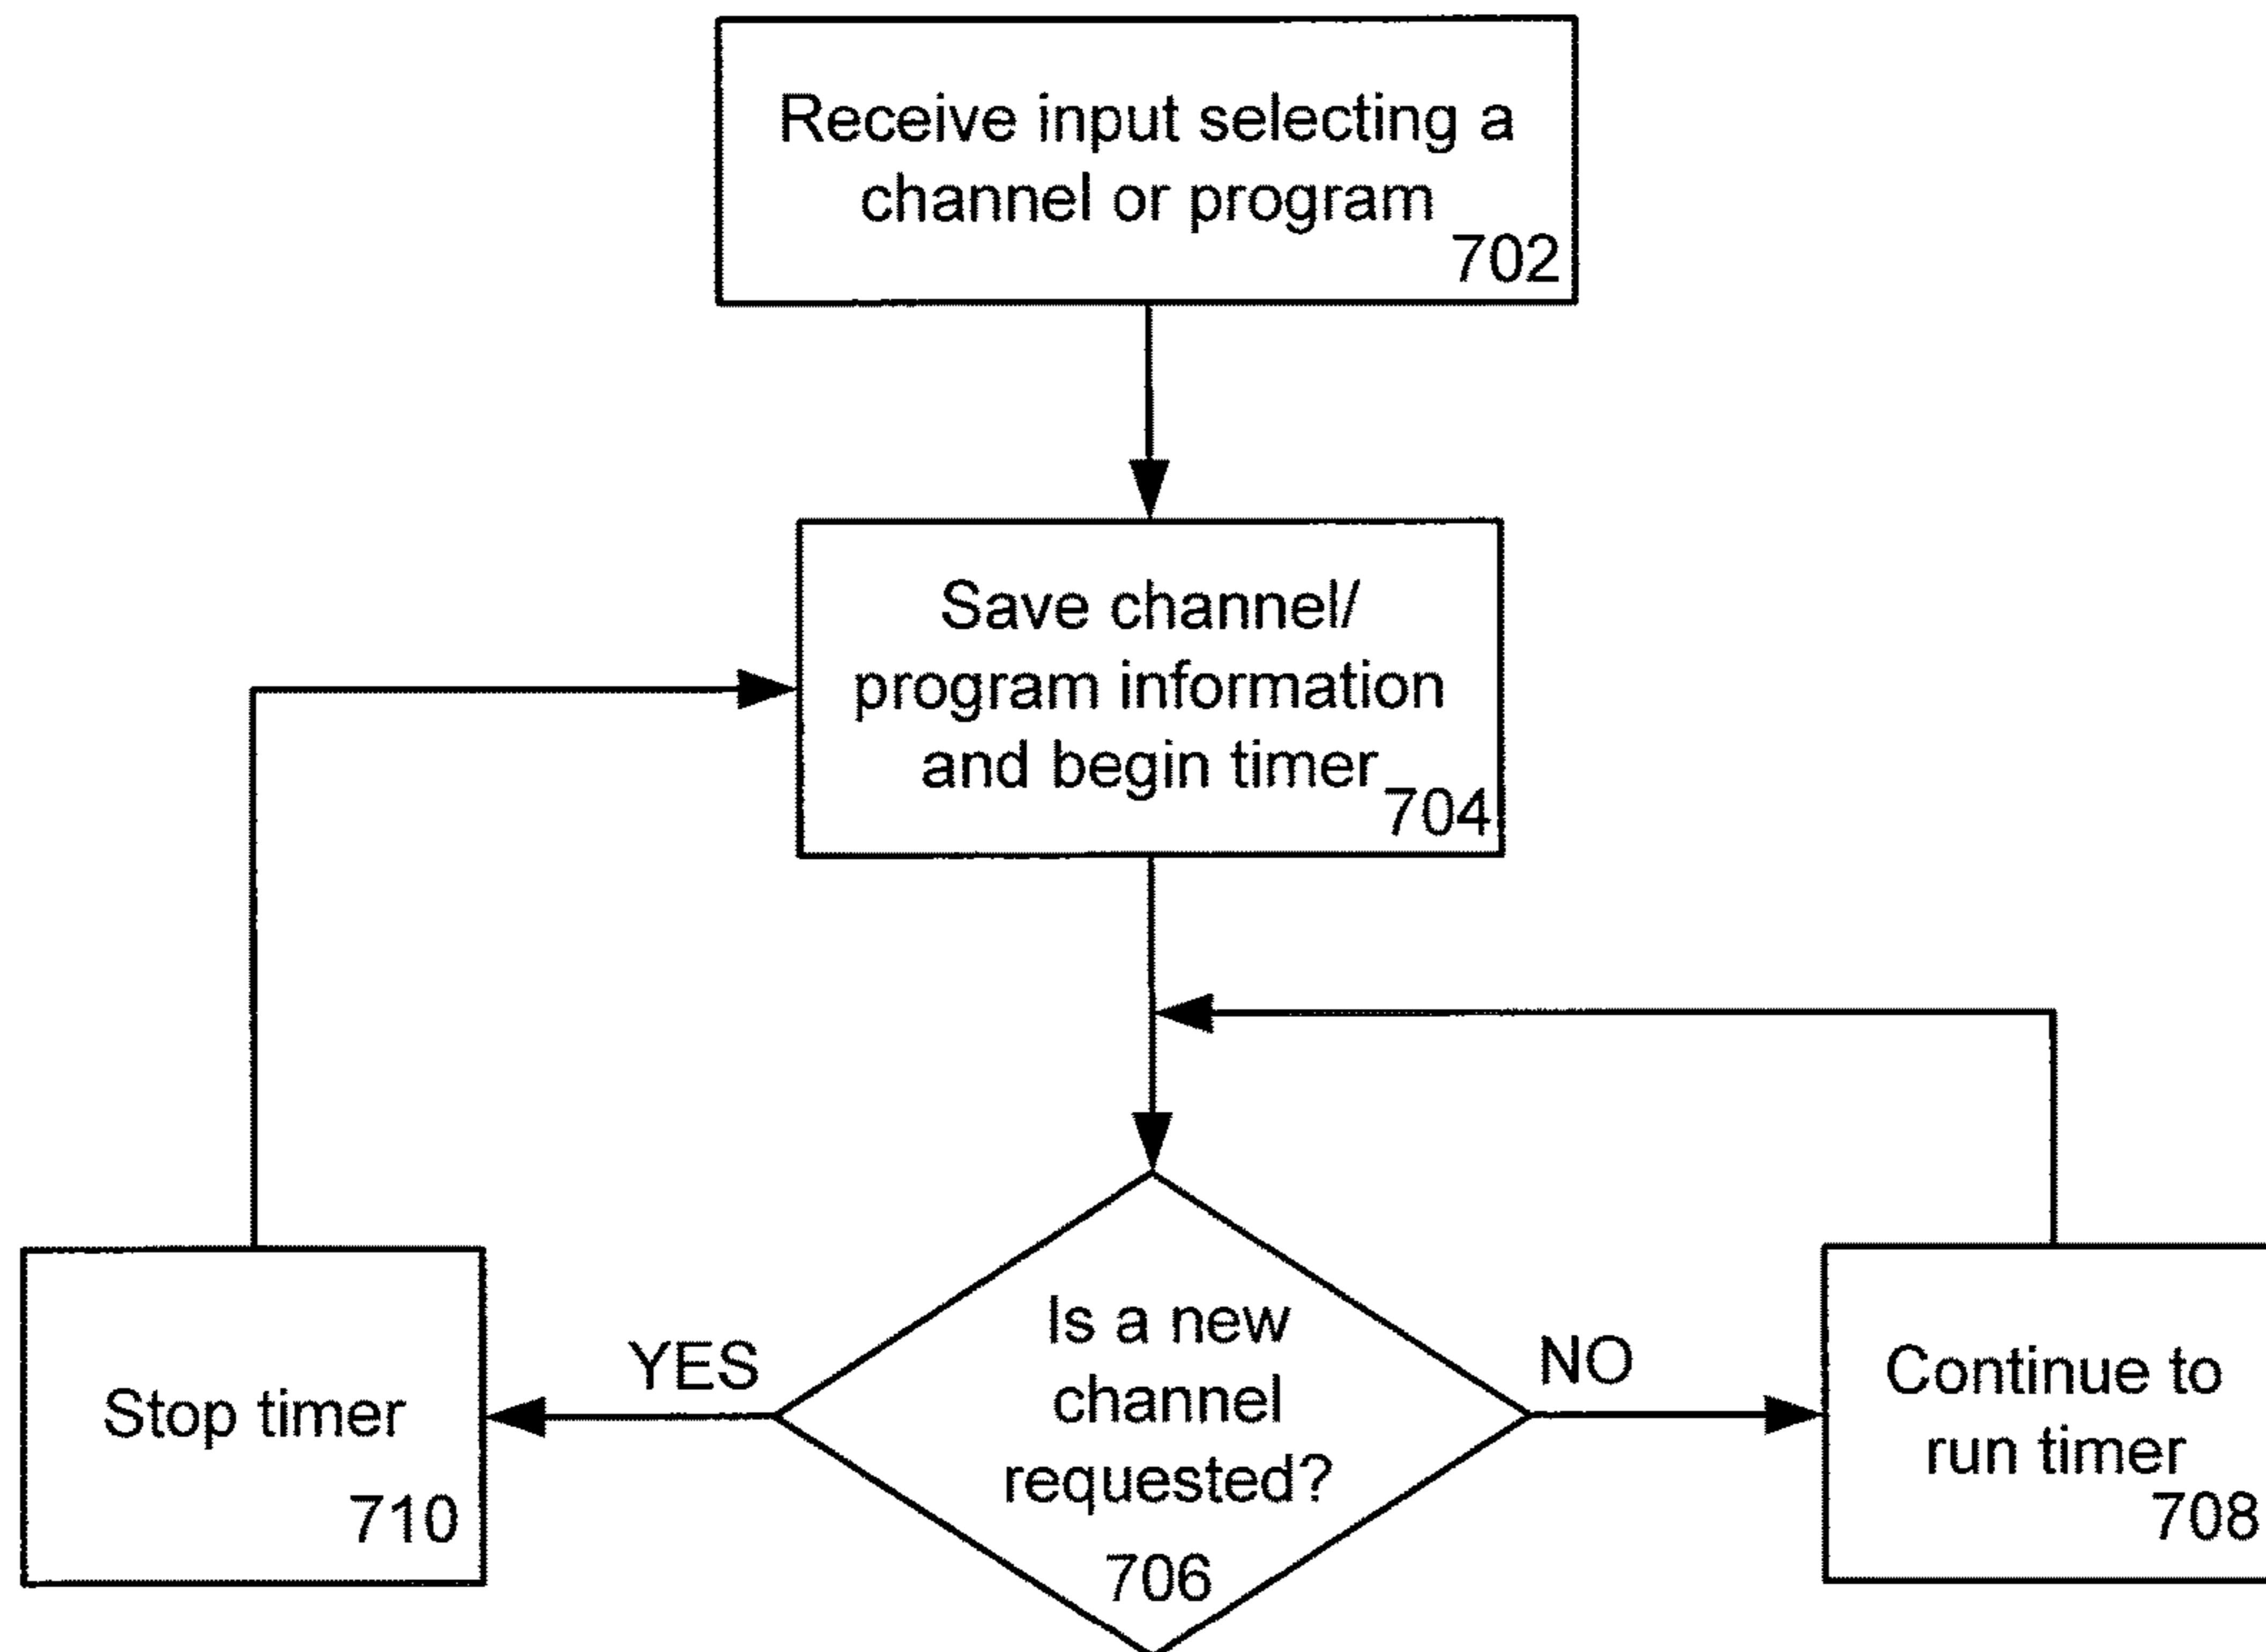 Receive input selecting a
channel or program
702
Save channel/
program information
and begin timer
704
Is a new
channel
requested?
706
YES
NO
Stop timer
710
Continue to
run timer
708